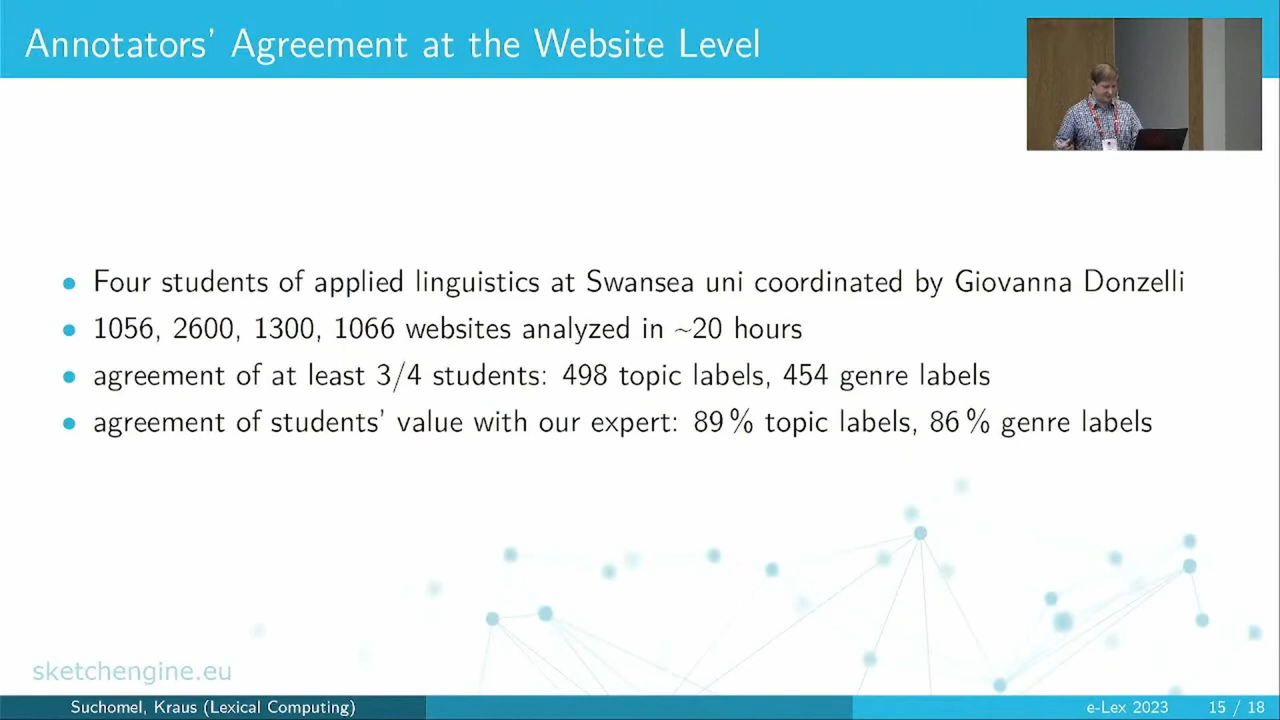 Annotators' Agreement at the Website Level
Four students of applied linguistics at Swansea uni coordinated by Giovanna Donzelli
1056, 2600, 1300, 1066 websites analyzed in ~20 hours
agreement of at least 3/4 students: 498 topic labels, 454 genre labels
agreement of students' value with our expert: 89 % topic labels, 86 % genre labels
sketchengine.eu
Suchomel, Kraus (Lexical Computing)
e-Lex 2023
15 / 18